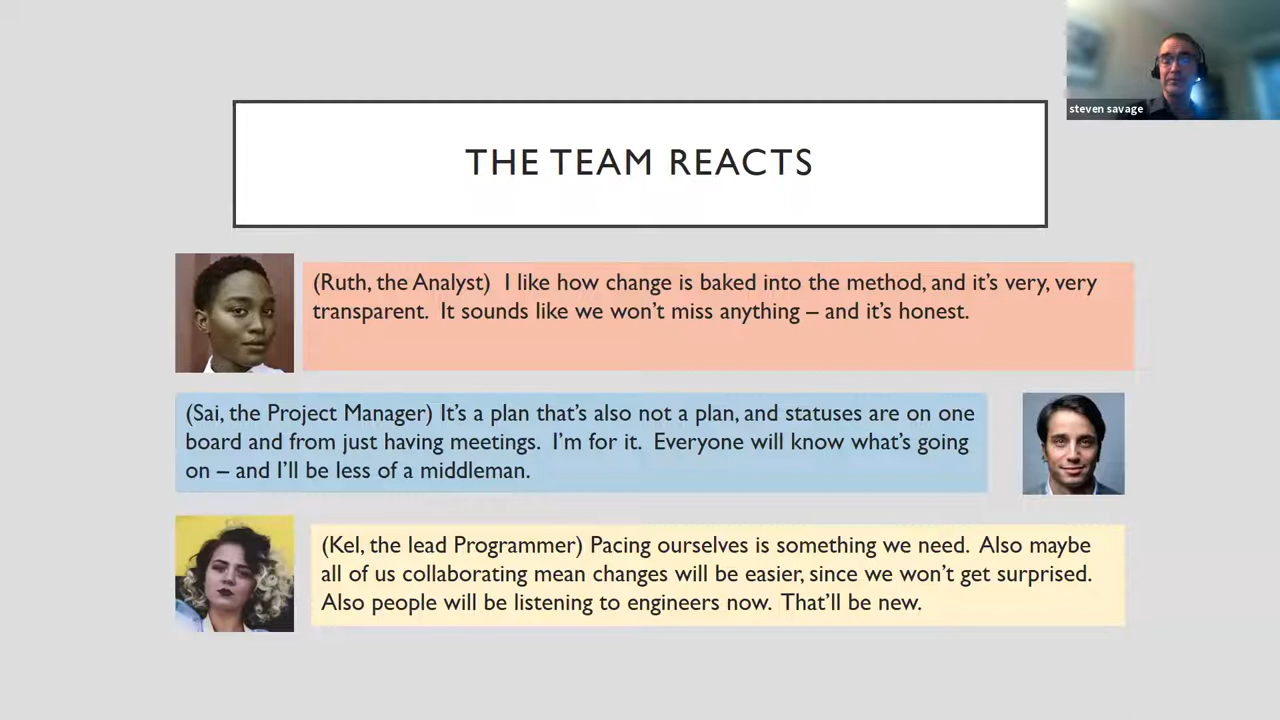 steven savage
THE TEAM REACTS
(Ruth, the Analyst)  I like how change is baked into the method, and it’s very, very
transparent.  It sounds like we won’t miss anything – and it’s honest.
(Sai, the Project Manager) It’s a plan that’s also not a plan, and statuses are on one
board and from just having meetings.  I’m for it.  Everyone will know what’s going
on – and I’ll be less of a middleman.
(Kel, the lead Programmer) Pacing ourselves is something we need.  Also maybe
all of us collaborating mean changes will be easier, since we won’t get surprised.
Also people will be listening to engineers now.  That’ll be new.